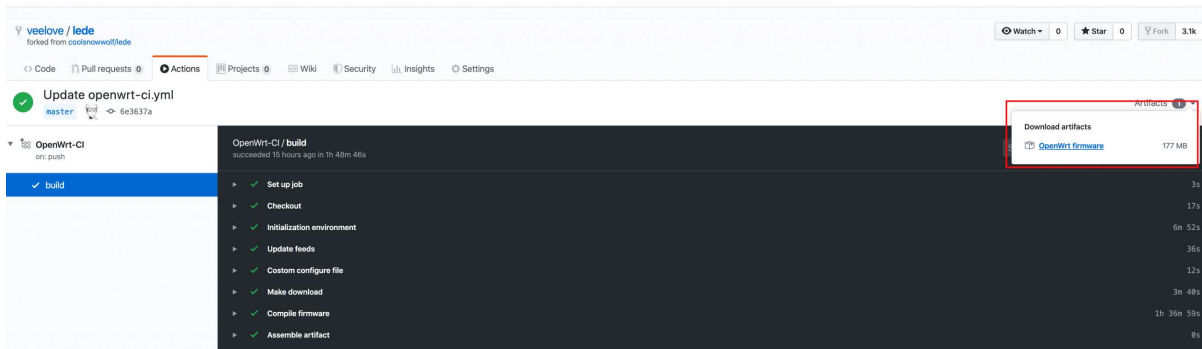 veelove / lede
forked from coolsnowwolf/lede
Watch 0 Star 0 Fork 3.1k
Code Pull requests 0 Actions Projects 0 Wiki Security Insights Settings
Update openwrt-ci.yml
master 6e3637a
Artifacts 1
Download artifacts
OpenWrt firmware 177 MB
OpenWrt-CI
on: push
build
OpenWrt-CI / build
succeeded 15 hours ago in 1h 48m 46s
Set up job 3s
Checkout 17s
Initialization environment 6m 52s
Update feeds 36s
Costom configure file 12s
Make download 3m 40s
Compile firmware 1h 36m 59s
Assemble artifact 0s